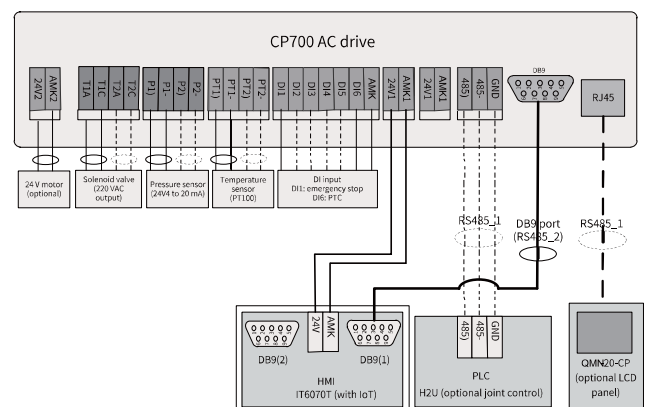 CP700 AC drive
DB9
24V2
AMK2
T1A
T1C
T2A
T2C
P1)
P1-
P2)
P2-
PT1)
PT1-
PT2)
PT2-
DI1
DI2
DI3
DI4
DI5
DI6
AMK
24V1
AMK1
24V1
AMK1
485)
485-
GND
RJ45
24 V motor
(optional)
Solenoid valve
(220 VAC
output)
Pressure sensor
(24V4 to 20 mA)
Temperature
sensor
(PT100)
DI input
DI1: emergency stop
DI6: PTC
RS485_1
DB9 port
(RS485_2)
RS485_1
24V
AMK
DB9(2)
DB9(1)
HMI
IT6070T (with IoT)
485)
485-
GND
PLC
H2U (optional joint control)
QMN20-CP
(optional LCD
panel)